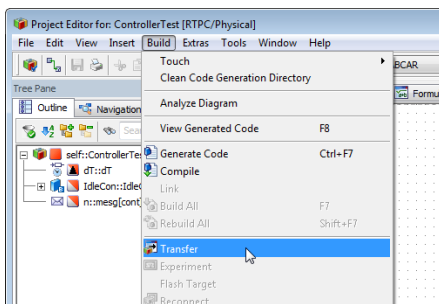 Project Editor for: ControllerTest [RTPC/Physical]
File Edit View Insert Build Extras Tools Window Help
Touch
BCAR
Clean Code Generation Directory
Tree Pane
Analyze Diagram
Outline Navigation
View Generated Code F8
Generate Code Ctrl+F7
self::ControllerTe
Compile
dT::dT
Link
IdleCon::Idle
Build All F7
n::mesg[cont
Rebuild All Shift+F7
Transfer
Experiment
Flash Target
Reconnect